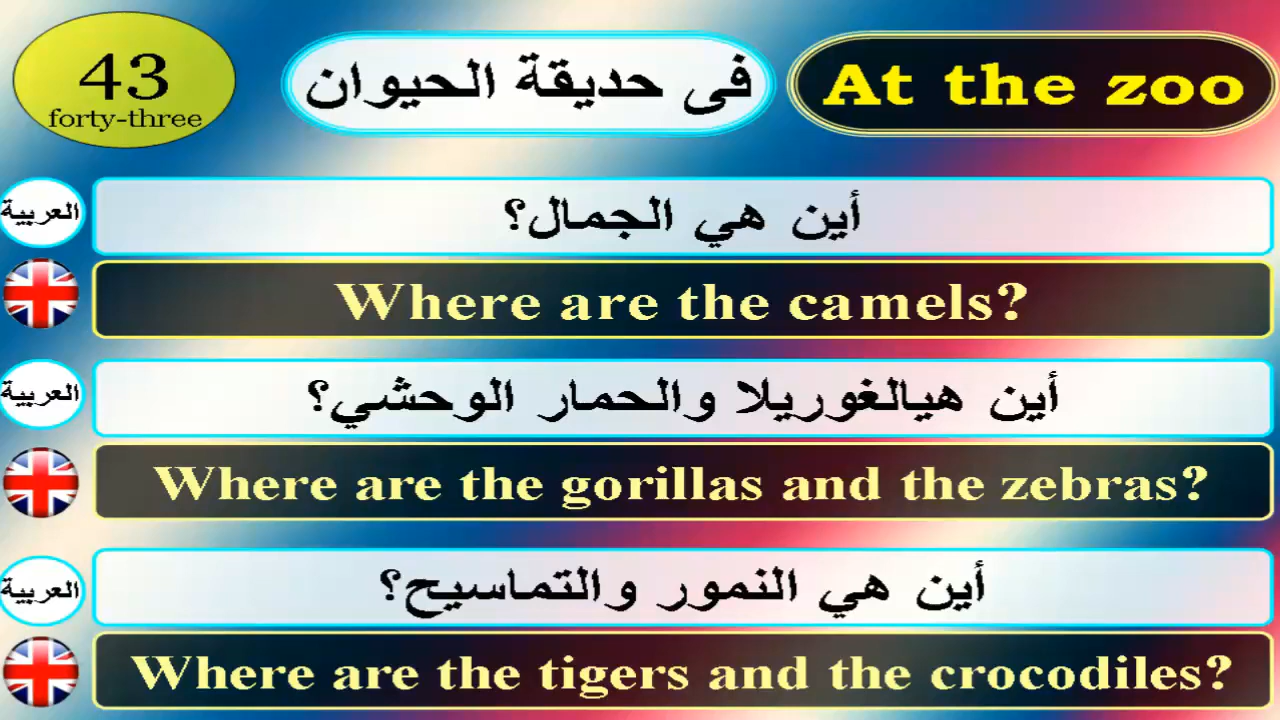 43
forty-three
فى حديقة الحيوان
At the zoo
العربية
أين هي الجمال؟
Where are the camels?
العربية
أين هيالغوريلا والحمار الوحشي؟
Where are the gorillas and the zebras?
العربية
أين هي النمور والتماسيح؟
Where are the tigers and the crocodiles?